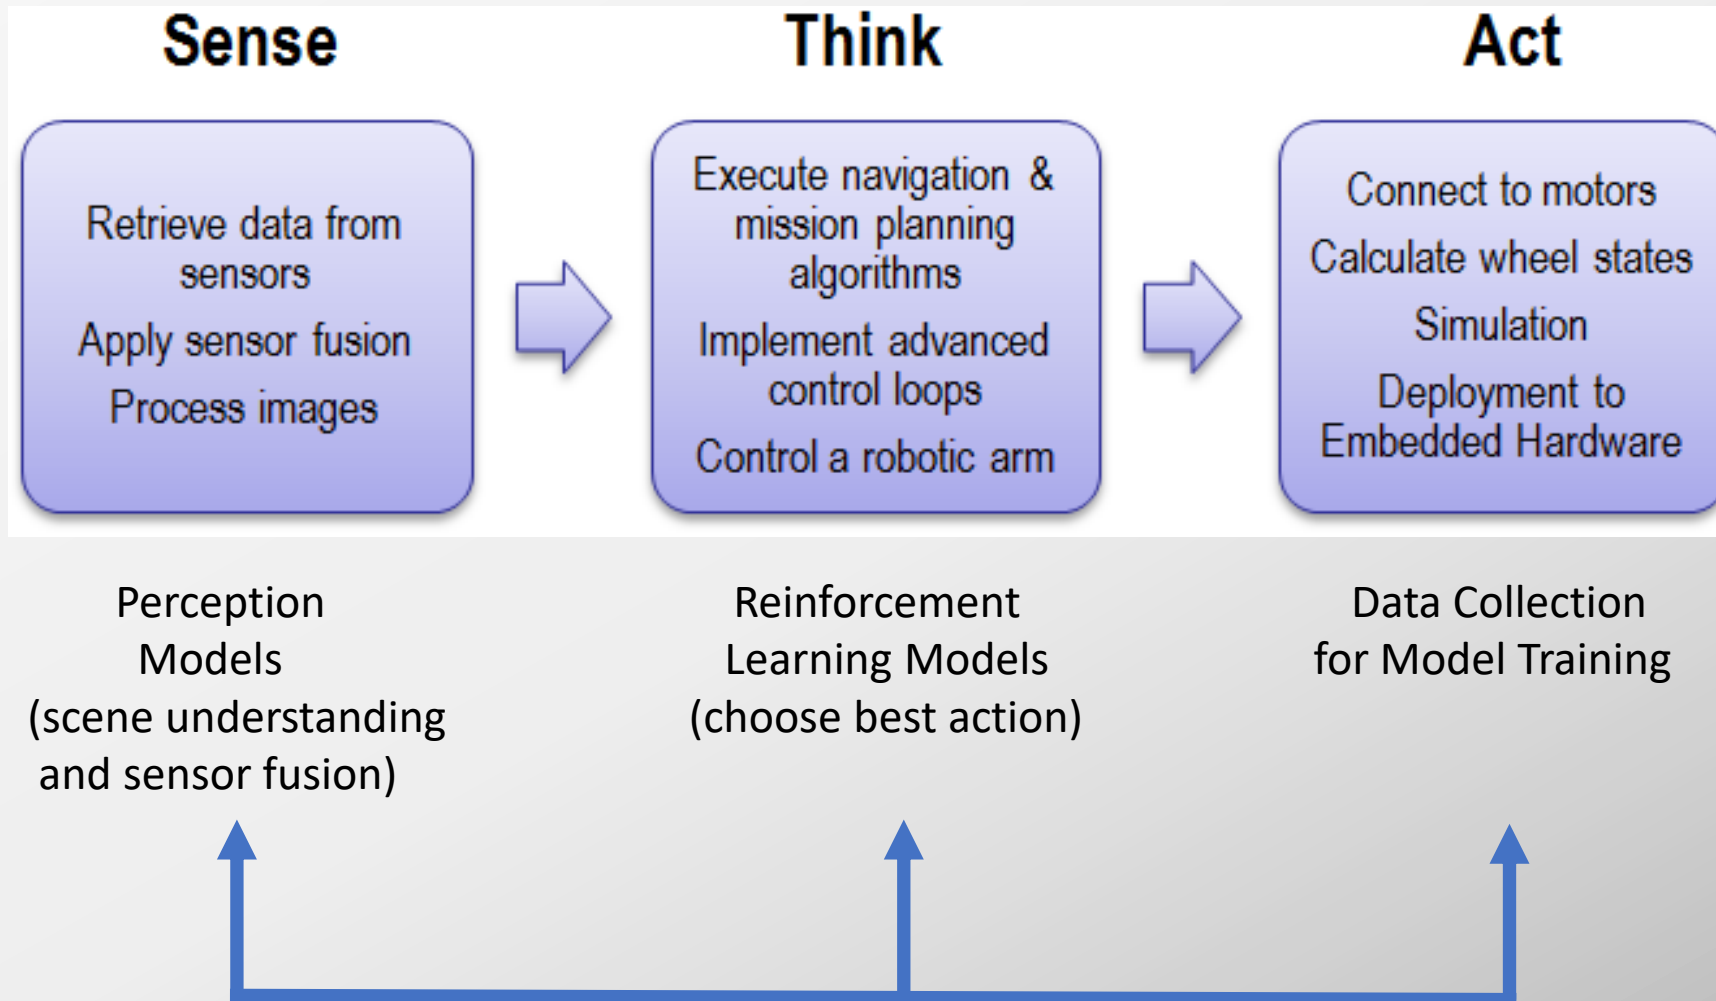 Sense
Retrieve data from
sensors
Apply sensor fusion
Process images
Think
Execute navigation &
mission planning
algorithms
Implement advanced
control loops
Control a robotic arm
Act
Connect to motors
Calculate wheel states
Simulation
Deployment to
Embedded Hardware
Perception
Models
(scene understanding
and sensor fusion)
Reinforcement
Learning Models
(choose best action)
Data Collection
for Model Training